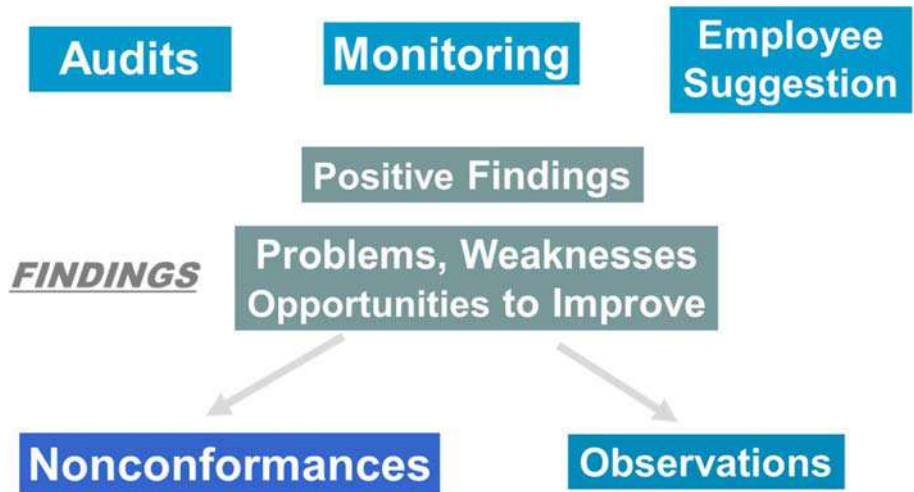 Audits
Monitoring
Employee
Suggestion
Positive Findings
FINDINGS
Problems, Weaknesses
Opportunities to Improve
Nonconformances
Observations